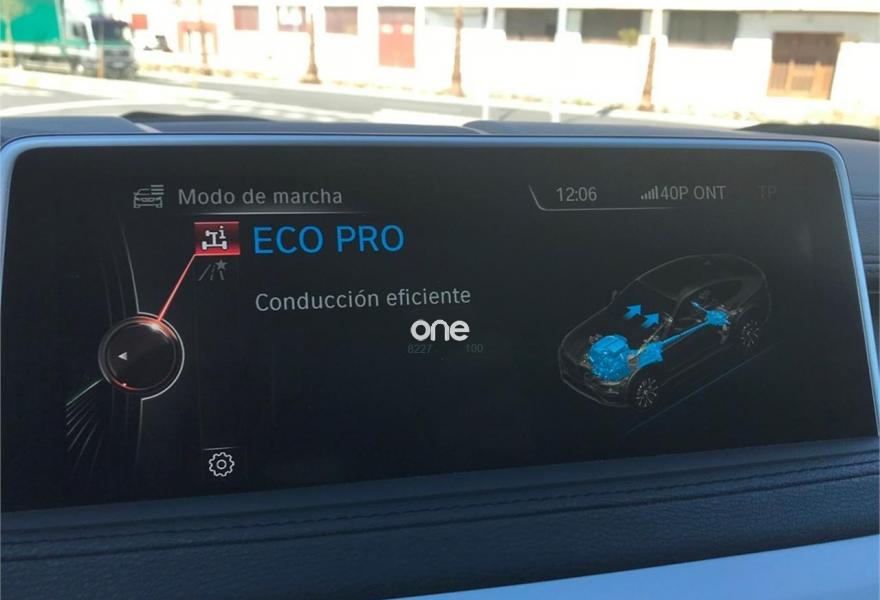 Modo de marcha
12:06
40P ONT
TP
ECO PRO
Conducción eficiente
one
8227 100